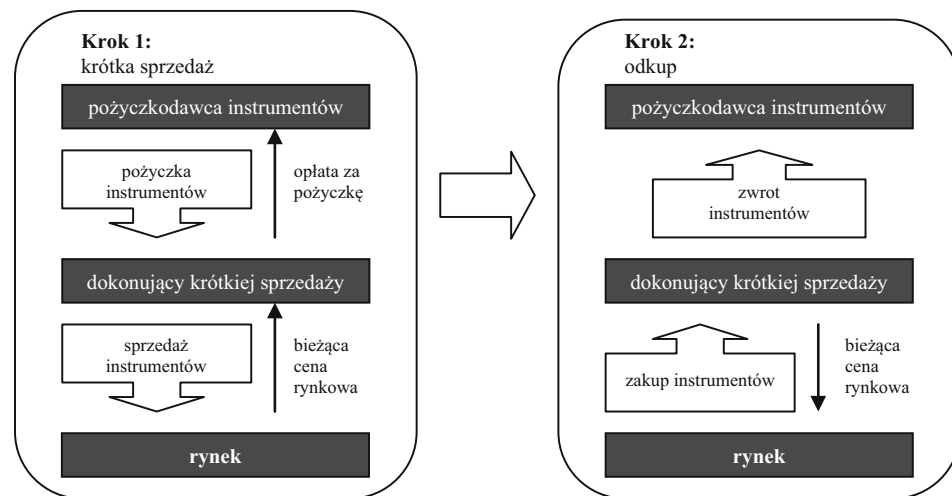 Krok 1:
krótka sprzedaż
pożyczkodawca instrumentów
pożyczka
instrumentów
opłata za
pożyczkę
dokonujący krótkiej sprzedaży
sprzedaż
instrumentów
bieżąca
cena
rynkowa
rynek
Krok 2:
odkup
pożyczkodawca instrumentów
zwrot
instrumentów
dokonujący krótkiej sprzedaży
zakup instrumentów
bieżąca
cena
rynkowa
rynek